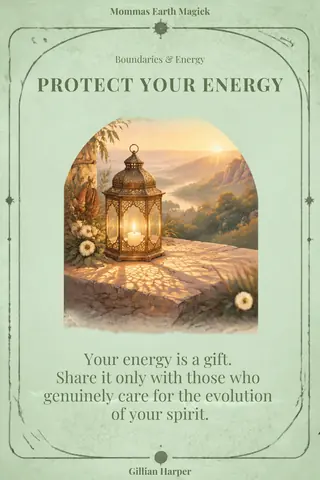 Mommas Earth Magick
Boundaries & Energy
PROTECT YOUR ENERGY
Your energy is a gift.
Share it only with those who
genuinely care for the evolution
of your spirit.
Gillian Harper